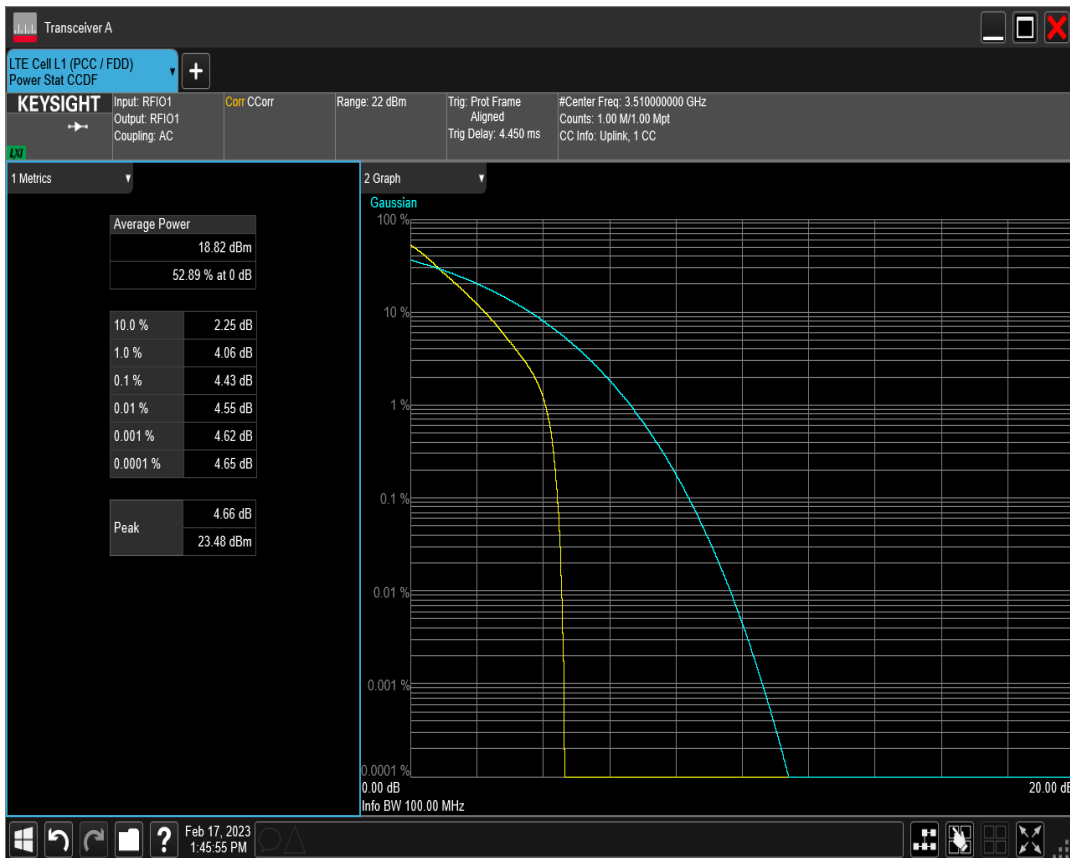 Transceiver A
LTE Cell L1 (PCC / FDD)
Power Stat CCDF
+
KEYSIGHT
LXI
Input: RFIO1
Output: RFIO1
Coupling: AC
Corr CCorr
Range: 22 dBm
Trig: Prot Frame
Aligned
Trig Delay: 4.450 ms
#Center Freq: 3.510000000 GHz
Counts: 1.00 M/1.00 Mpt
CC Info: Uplink, 1 CC
1 Metrics
Average Power
18.82 dBm
52.89 % at 0 dB
10.0 % 2.25 dB
1.0 % 4.06 dB
0.1 % 4.43 dB
0.01 % 4.55 dB
0.001 % 4.62 dB
0.0001 % 4.65 dB
Peak 4.66 dB
23.48 dBm
2 Graph
Gaussian
100 %
10 %
1 %
0.1 %
0.01 %
0.001 %
0.0001 %
0.00 dB 20.00 dB
Info BW 100.00 MHz
?
Feb 17, 2023
1:45:55 PM